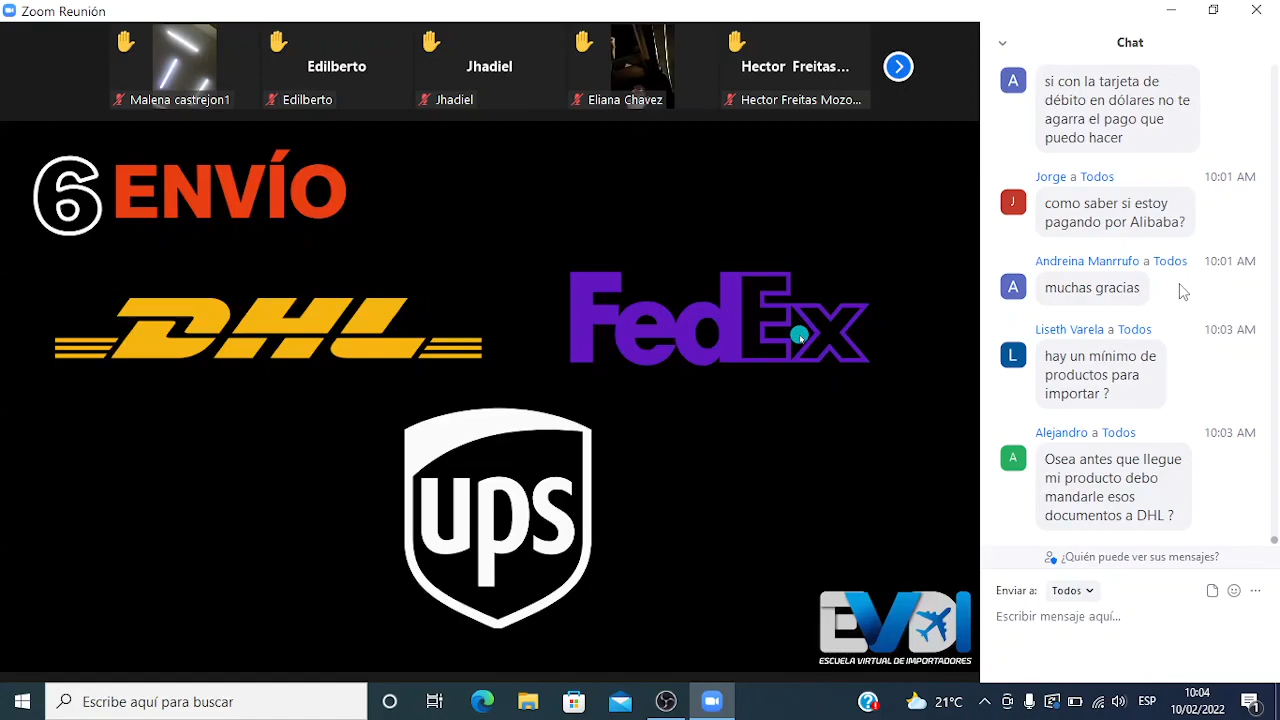 Zoom Reunión
Edilberto
Jhadiel
Hector Freitas...
Malena castrejon1
Edilberto
Jhadiel
Eliana Chavez
Hector Freitas Mozo...
6 ENVÍO
DHL
FedEx
ups
EVDI
ESCUELA VIRTUAL DE IMPORTADORES
Chat
A
si con la tarjeta de
débito en dólares no te
agarra el pago que
puedo hacer
Jorge a Todos 10:01 AM
J
como saber si estoy
pagando por Alibaba?
Andreina Manrrufo a Todos 10:01 AM
A
muchas gracias
Liseth Varela a Todos 10:03 AM
L
hay un mínimo de
productos para
importar ?
Alejandro a Todos 10:03 AM
A
Osea antes que llegue
mi producto debo
mandarle esos
documentos a DHL ?
¿Quién puede ver sus mensajes?
Enviar a: Todos
Escribir mensaje aquí...
Escribe aquí para buscar
21°C
ESP
10:04
10/02/2022
1